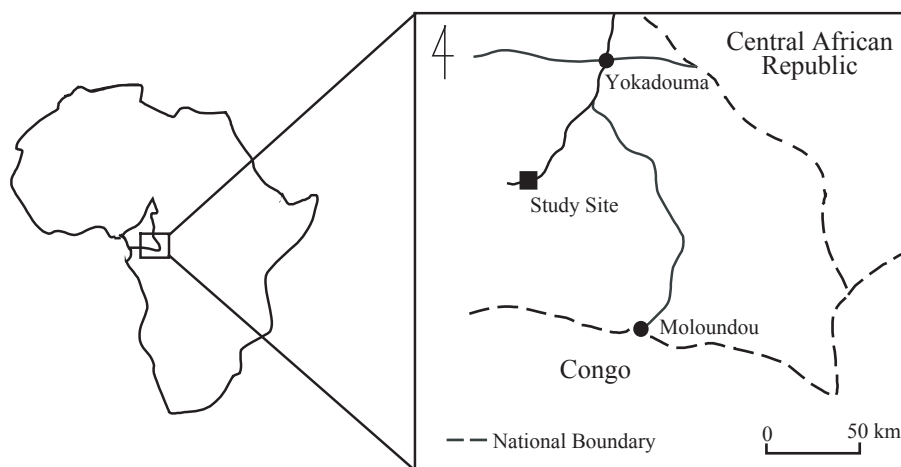 Central African
Republic
Yokadouma
Study Site
Moloundou
Congo
National Boundary
0 50 km